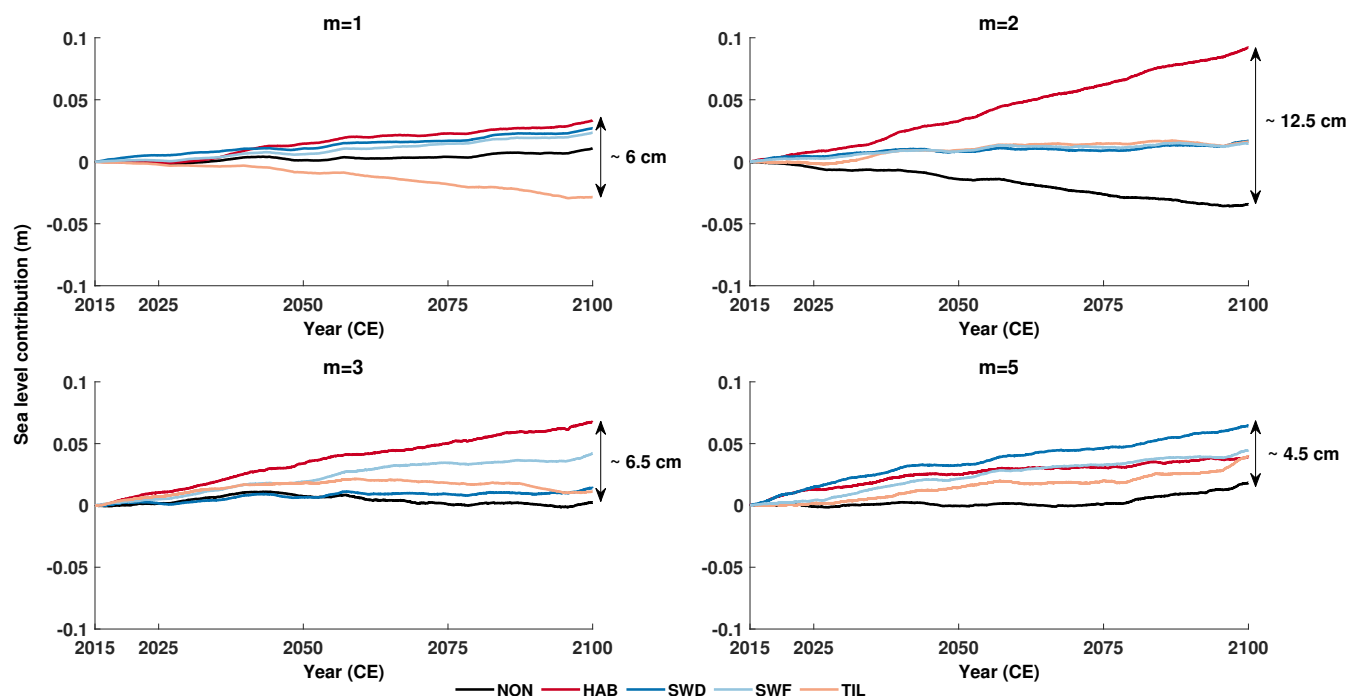 m=1
m=2
0.1
0.05
0
-0.05
-0.1
~ 6 cm
2015 2025 2050 2075 2100
Year (CE)
0.1
0.05
0
-0.05
-0.1
~ 12.5 cm
2015 2025 2050 2075 2100
Year (CE)
Sea level contribution (m)
m=3
m=5
0.1
0.05
0
-0.05
-0.1
~ 6.5 cm
2015 2025 2050 2075 2100
Year (CE)
0.1
0.05
0
-0.05
-0.1
~ 4.5 cm
2015 2025 2050 2075 2100
Year (CE)
NON HAB SWD SWF TIL